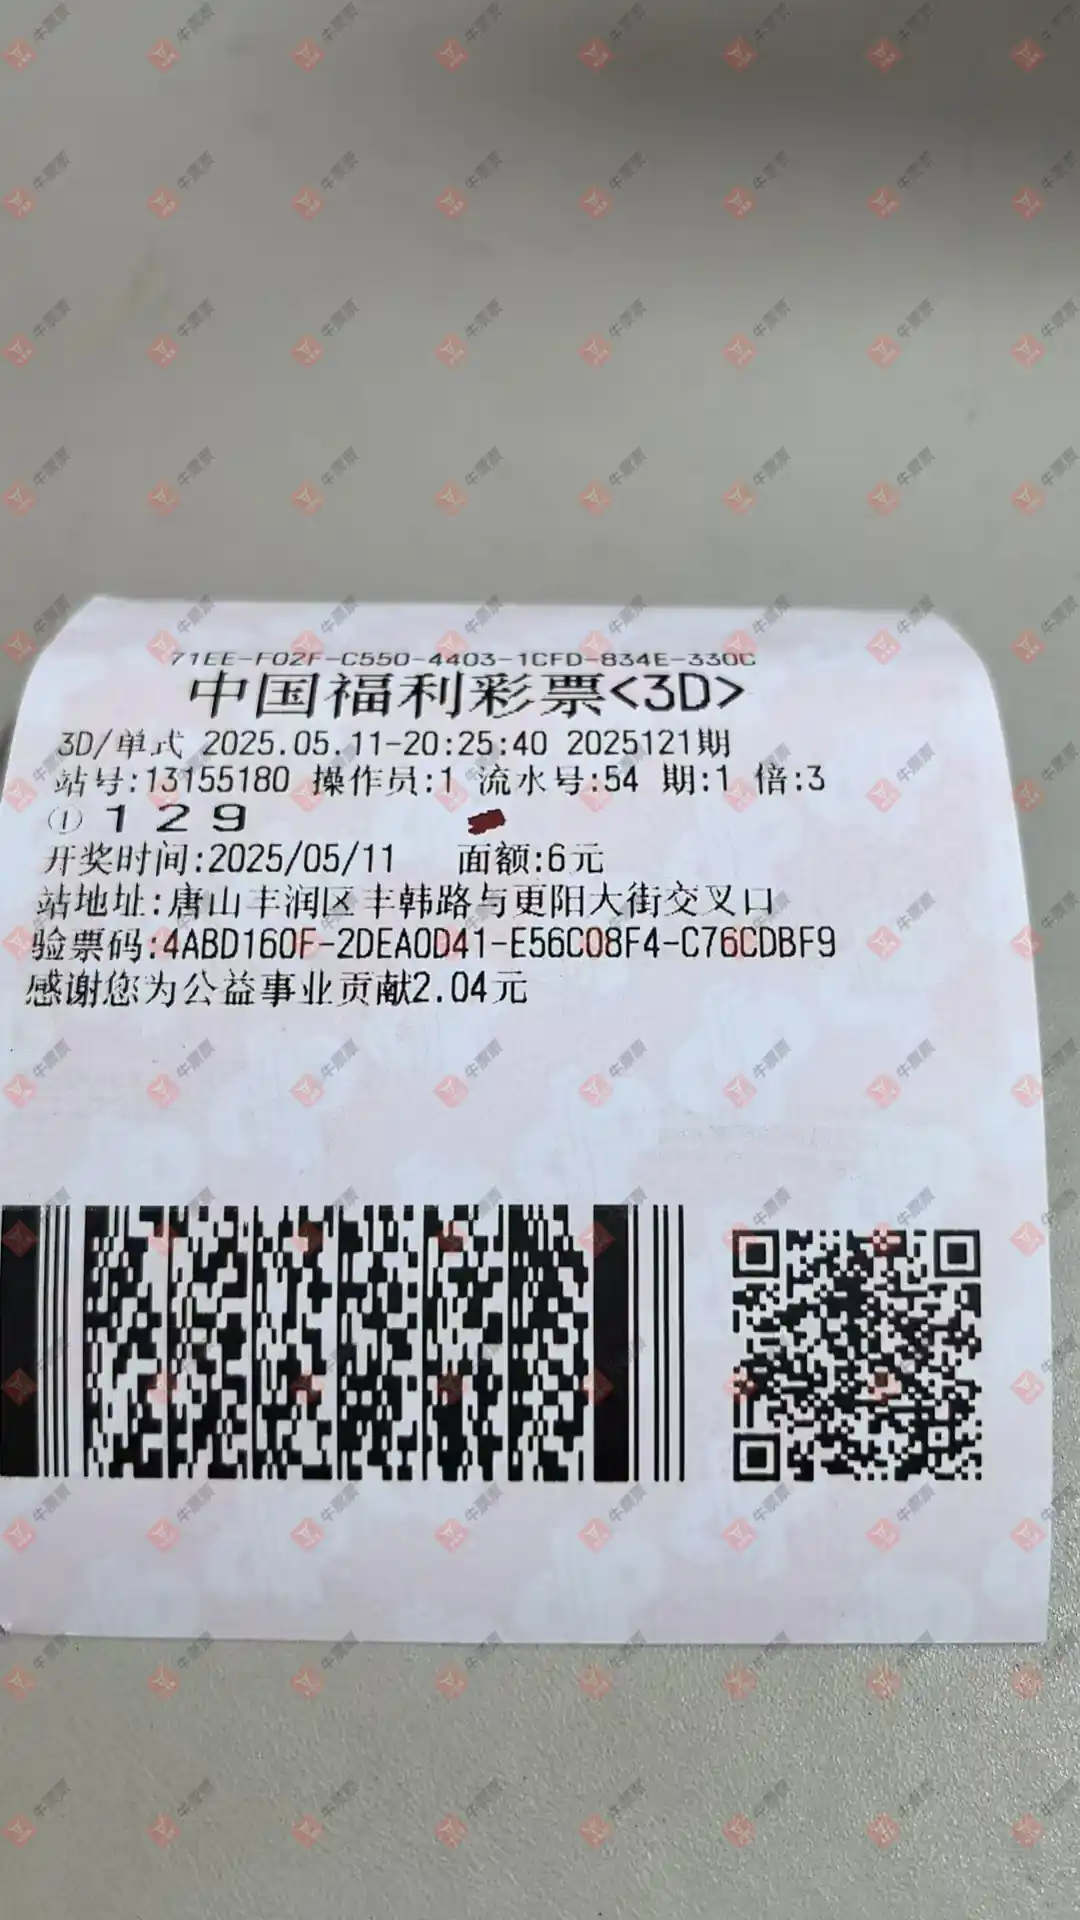 71EE-F02F-C550-4403-1CFD-834E-330C
中国福利彩票<3D>
3D/单式 2025.05.11-20:25:40 2025121期
站号:13155180 操作员:1 流水号:54 期:1 倍:3
① 1 2 9
开奖时间:2025/05/11 面额:6元
站地址:唐山丰润区丰韩路与更阳大街交叉口
验票码:4ABD160F-2DEA0D41-E56C08F4-C76CDBF9
感谢您为公益事业贡献2.04元
牛票票